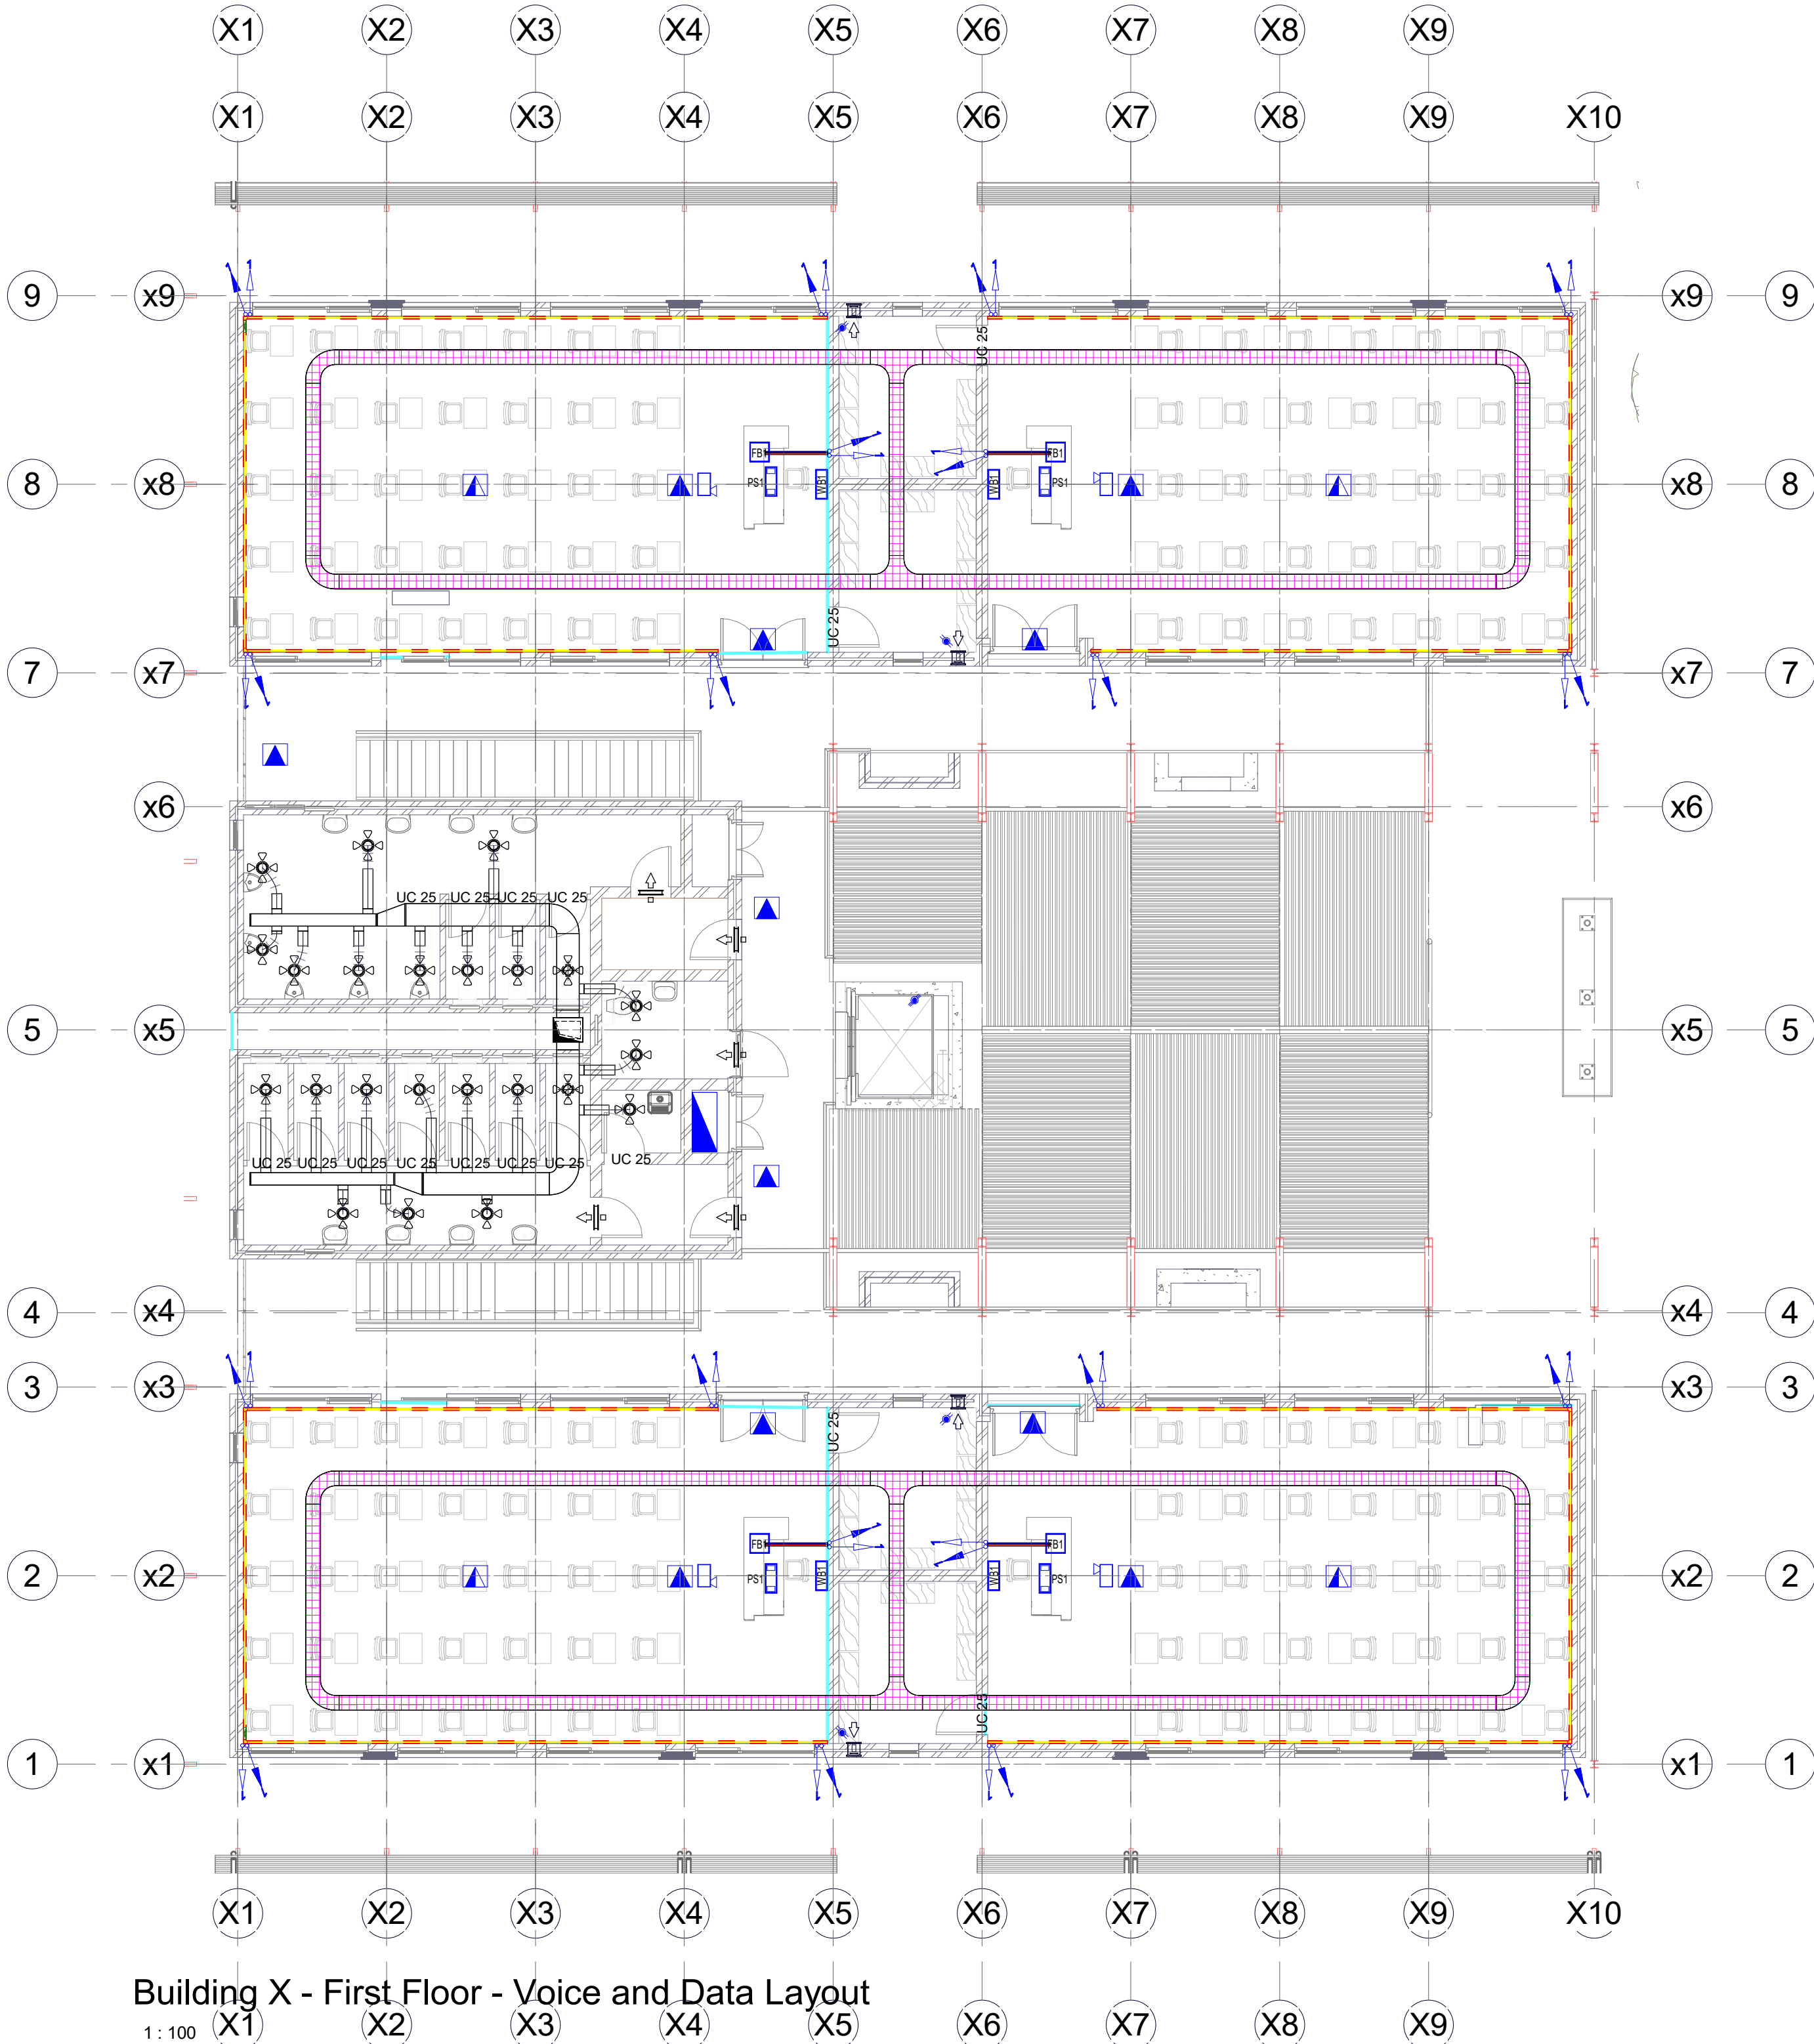 X1 X2 X3 X4 X5 X6 X7 X8 X9
X1 X2 X3 X4 X5 X6 X7 X8 X9 X10
9 x9 x9 9
UC 25
FB1 FB1
8 x8 PS1 WB1 WB1 PS1 x8 8
UC 25
7 x7 x7 7
x6 x6
UC 25 UC 25 UC 25 UC 25
5 x5 x5 5
UC 25 UC 25 UC 25 UC 25 UC 25 UC 25 UC 25 UC 25
4 x4 x4 4
3 x3 x3 3
UC 25
FB1 FB1
2 x2 PS1 WB1 WB1 PS1 x2 2
UC 25
1 x1 x1 1
X1 X2 X3 X4 X5 X6 X7 X8 X9 X10
Building X - First Floor - Voice and Data Layout
1 : 100
X1 X2 X3 X4 X5 X6 X7 X8 X9